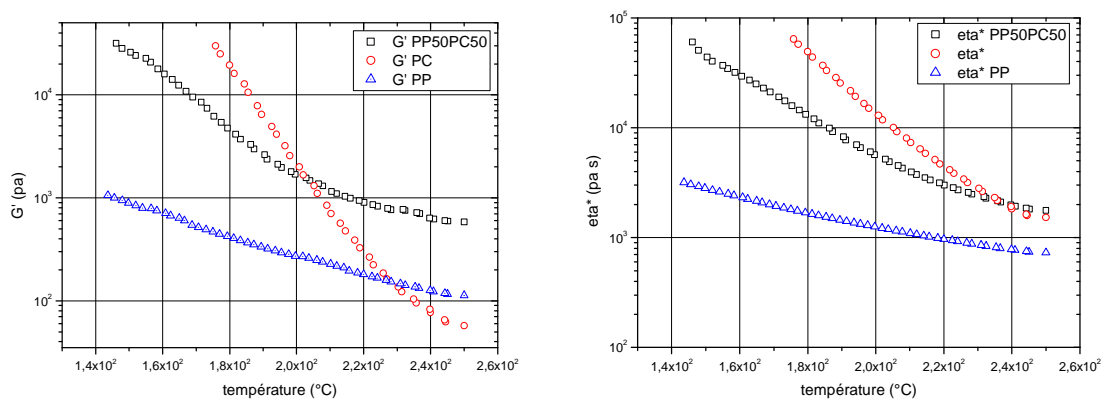 G' PP50PC50
G' PC
G' PP
10⁴
10³
10²
G' (pa)
1,4x10²
1,6x10²
1,8x10²
2,0x10²
2,2x10²
2,4x10²
2,6x10²
température (°C)
eta* PP50PC50
eta*
eta* PP
10⁵
10⁴
10³
10²
eta* (pa s)
1,4x10²
1,6x10²
1,8x10²
2,0x10²
2,2x10²
2,4x10²
2,6x10²
température (°C)